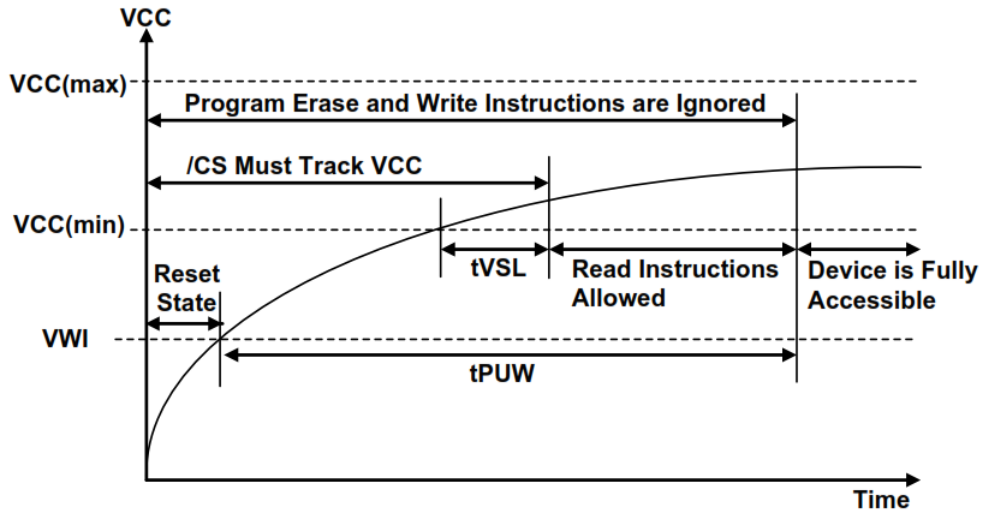 VCC
VCC(max)
Program Erase and Write Instructions are Ignored
/CS Must Track VCC
VCC(min)
tVSL
Read Instructions
Allowed
Device is Fully
Accessible
Reset
State
VWI
tPUW
Time